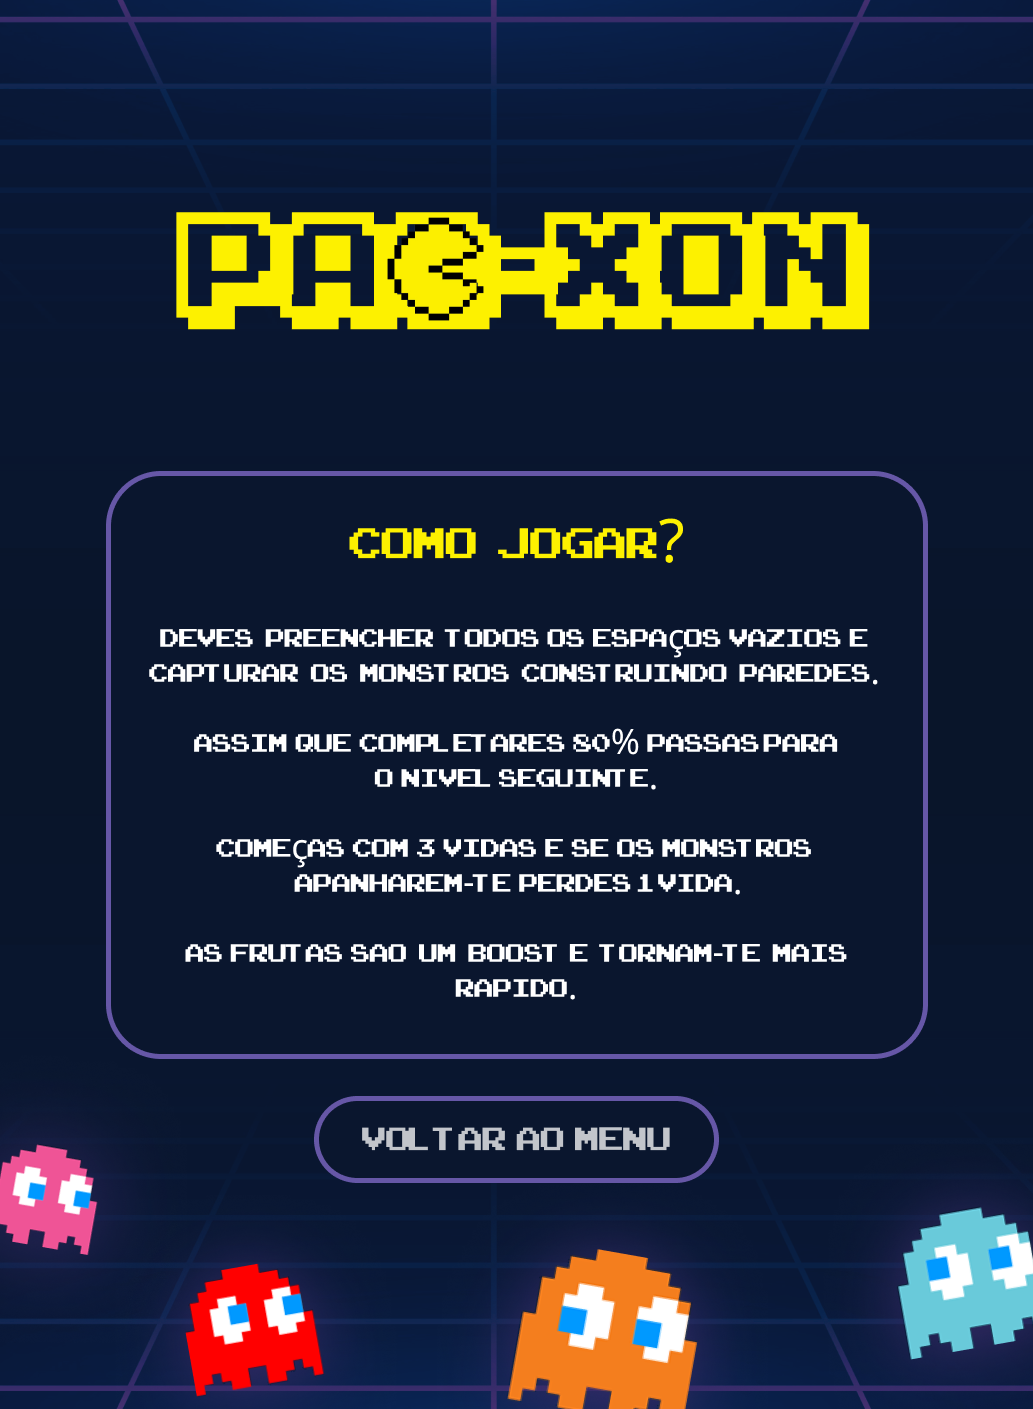 PAC-XON
COMO JOGAR?
DEVES PREENCHER TODOS OS ESPAÇOS VAZIOS E
CAPTURAR OS MONSTROS CONSTRUINDO PAREDES.
ASSIM QUE COMPLETARES 80% PASSAS PARA
O NIVEL SEGUINTE.
COMEÇAS COM 3 VIDAS E SE OS MONSTROS
APANHAREM-TE PERDES 1 VIDA.
AS FRUTAS SAO UM BOOST E TORNAM-TE MAIS
RAPIDO.
VOLTAR AO MENU